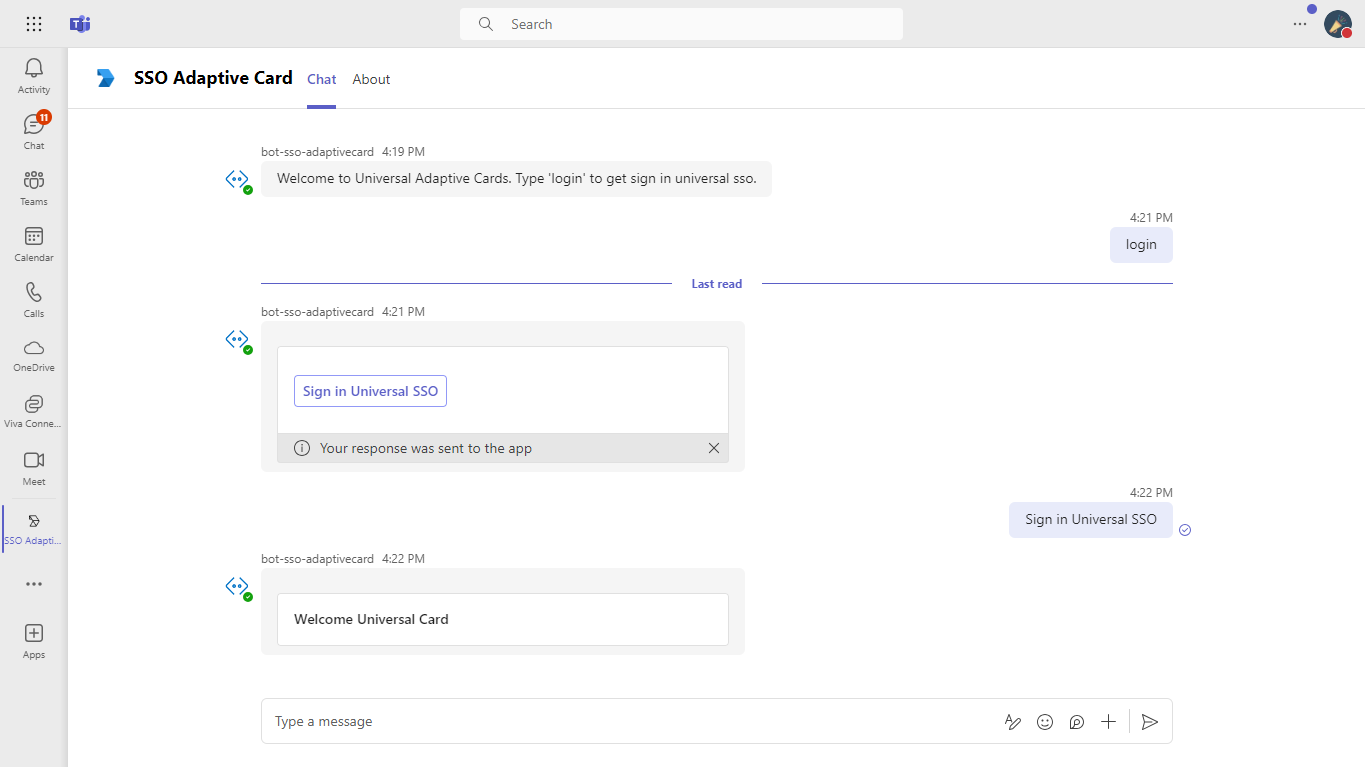 Search
SSO Adaptive Card Chat About
Activity
11
Chat
Teams
Calendar
Calls
OneDrive
Viva Conne...
Meet
SSO Adapti...
Apps
bot-sso-adaptivecard 4:19 PM
Welcome to Universal Adaptive Cards. Type 'login' to get sign in universal sso.
4:21 PM
login
Last read
bot-sso-adaptivecard 4:21 PM
Sign in Universal SSO
Your response was sent to the app
4:22 PM
Sign in Universal SSO
bot-sso-adaptivecard 4:22 PM
Welcome Universal Card
Type a message